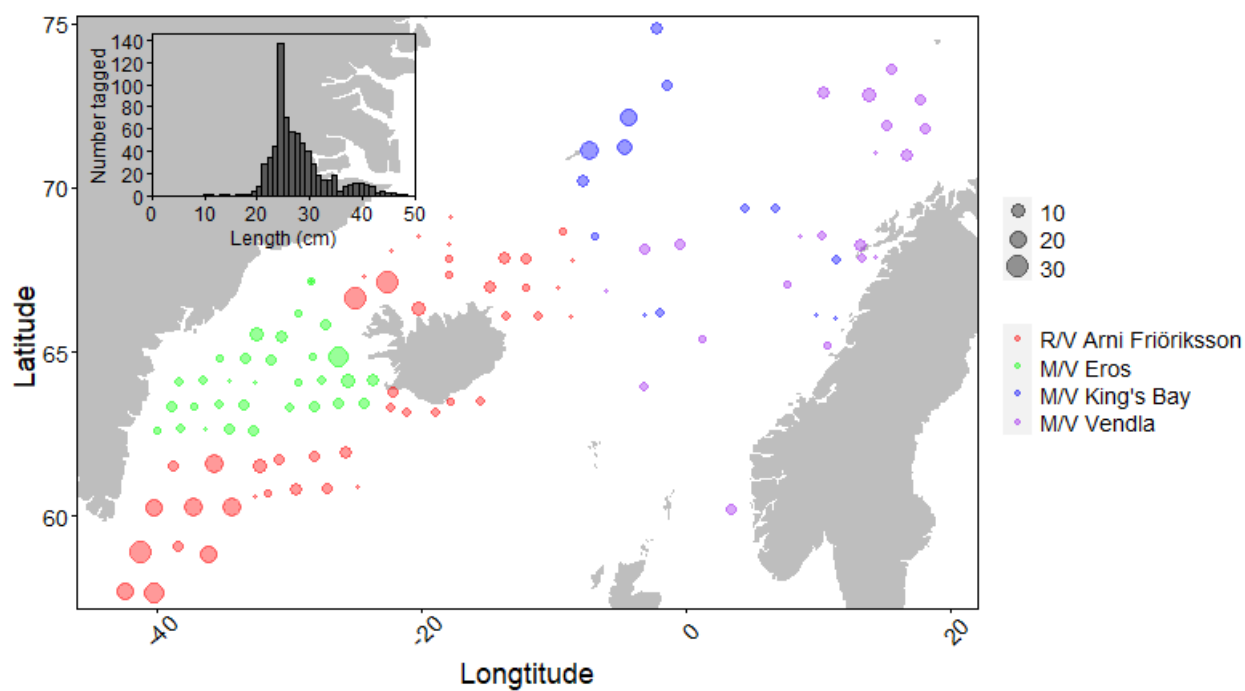 75
70
65
60
Latitude
140
120
100
80
60
40
20
0
Number tagged
0 10 20 30 40 50
Length (cm)
-40 -20 0 20
Longtitude
10
20
30
R/V Arni Friöriksson
M/V Eros
M/V King's Bay
M/V Vendla